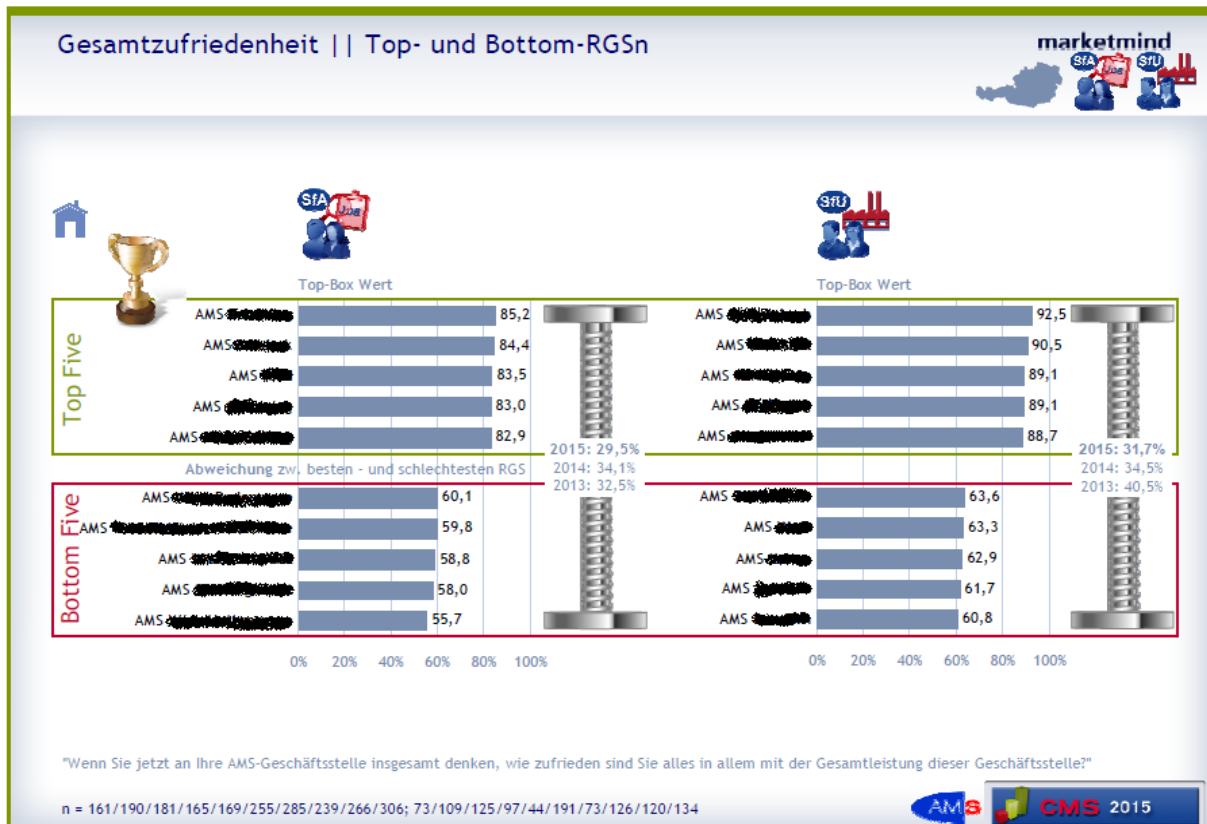 Gesamtzufriedenheit || Top- und Bottom-RGSn
marketmind
SfA
Job
SfU
SfA
Job
SfU
Top-Box Wert
Top-Box Wert
Top Five
AMS 85,2
AMS 84,4
AMS 83,5
AMS 83,0
AMS 82,9
2015: 29,5%
Abweichung zw. besten - und schlechtesten RGS
2014: 34,1%
2013: 32,5%
AMS 92,5
AMS 90,5
AMS 89,1
AMS 89,1
AMS 88,7
2015: 31,7%
2014: 34,5%
2013: 40,5%
Bottom Five
AMS 60,1
AMS 59,8
AMS 58,8
AMS 58,0
AMS 55,7
AMS 63,6
AMS 63,3
AMS 62,9
AMS 61,7
AMS 60,8
0% 20% 40% 60% 80% 100%
0% 20% 40% 60% 80% 100%
"Wenn Sie jetzt an Ihre AMS-Geschäftsstelle insgesamt denken, wie zufrieden sind Sie alles in allem mit der Gesamtleistung dieser Geschäftsstelle?"
n = 161/190/181/165/169/255/285/239/266/306; 73/109/125/97/44/191/73/126/120/134
AMS
CMS 2015